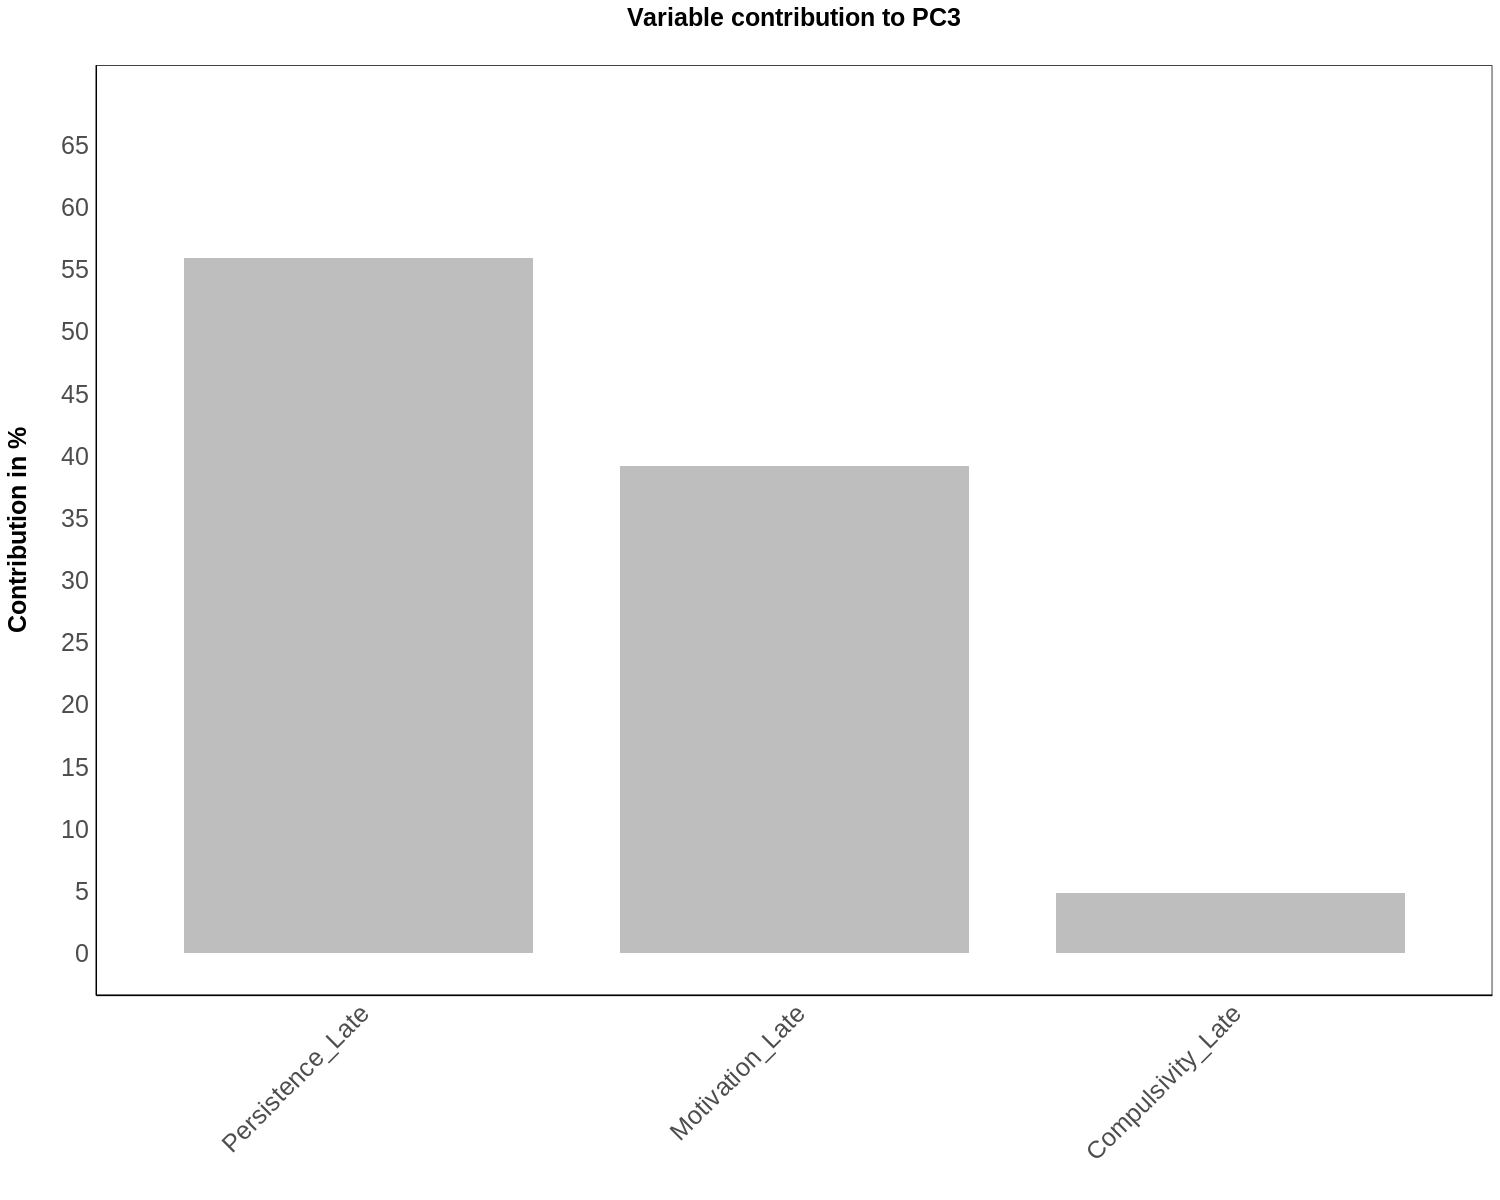 Variable contribution to PC3
Contribution in %
65
60
55
50
45
40
35
30
25
20
15
10
5
0
Persistence_Late
Motivation_Late
Compulsivity_Late